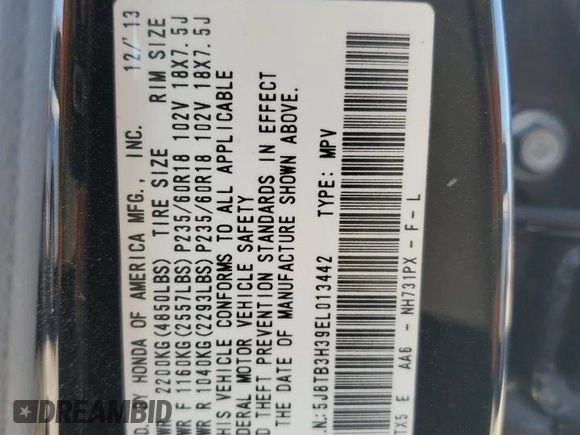 D. BY HONDA OF AMERICA MFG., INC. 12/'13
WR 2200KG(4850LBS) TIRE SIZE RIM SIZE
WR F 1160KG(2557LBS)P235/60R18 102V 18X7.5J
WR R 1040KG(2293LBS)P235/60R18 102V 18X7.5J
HIS VEHICLE CONFORMS TO ALL APPLICABLE
DERAL MOTOR VEHICLE SAFETY
THEFT PREVENTION STANDARDS IN EFFECT
THE DATE OF MANUFACTURE SHOWN ABOVE.
.N.:5J8TB3H39EL013442 TYPE: MPV
TX5 E AA6 - NH731PX - F - L
DREAMBID